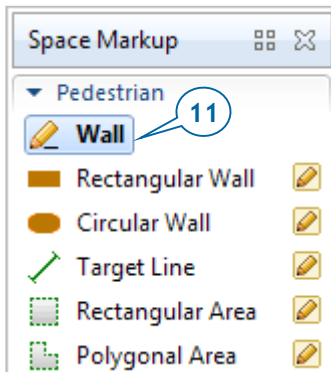 Space Markup
Pedestrian
11
Wall
Rectangular Wall
Circular Wall
Target Line
Rectangular Area
Polygonal Area